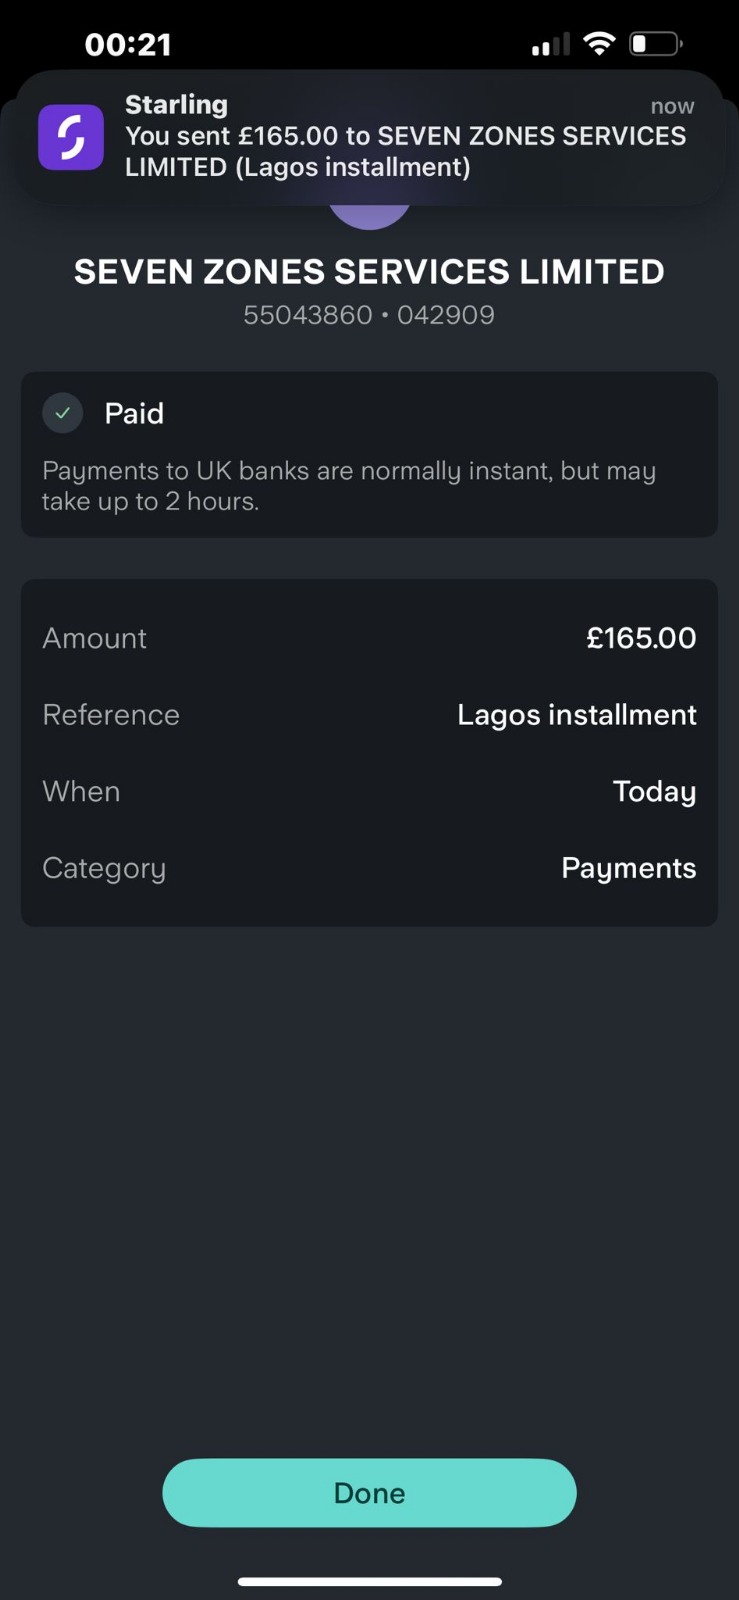 00:21
Starling
now
You sent £165.00 to SEVEN ZONES SERVICES
LIMITED (Lagos installment)
SEVEN ZONES SERVICES LIMITED
55043860 • 042909
Paid
Payments to UK banks are normally instant, but may
take up to 2 hours.
Amount £165.00
Reference Lagos installment
When Today
Category Payments
Done